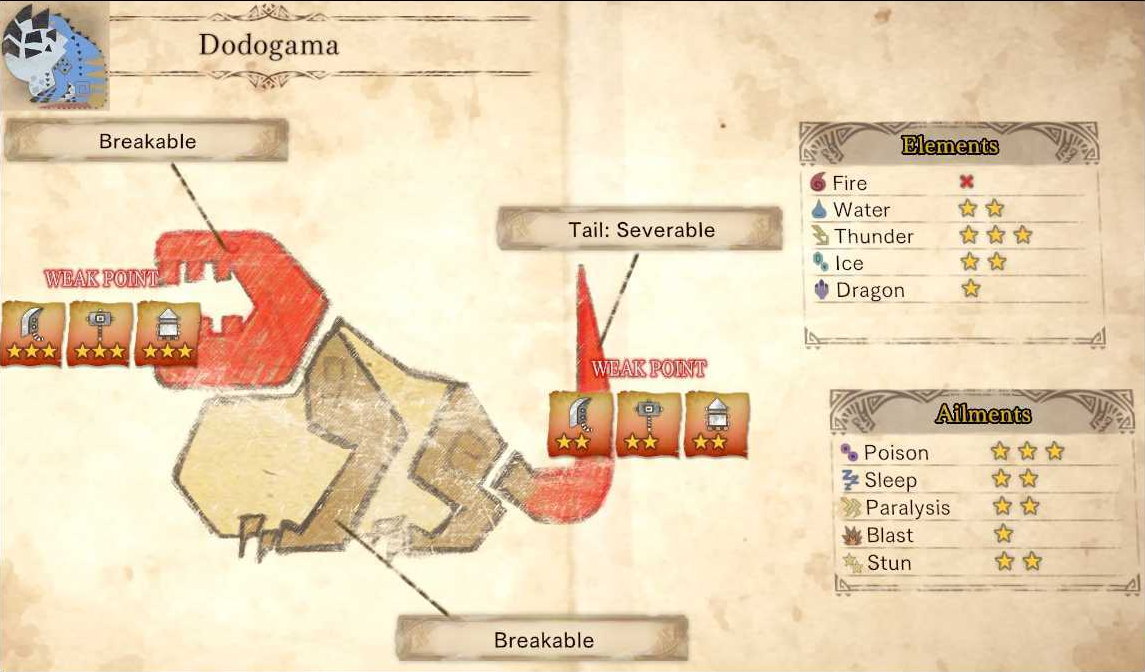 Dodogama
Breakable
Tail: Severable
WEAK POINT
WEAK POINT
Breakable
Elements
Fire
Water
Thunder
Ice
Dragon
Ailments
Poison
Sleep
Paralysis
Blast
Stun